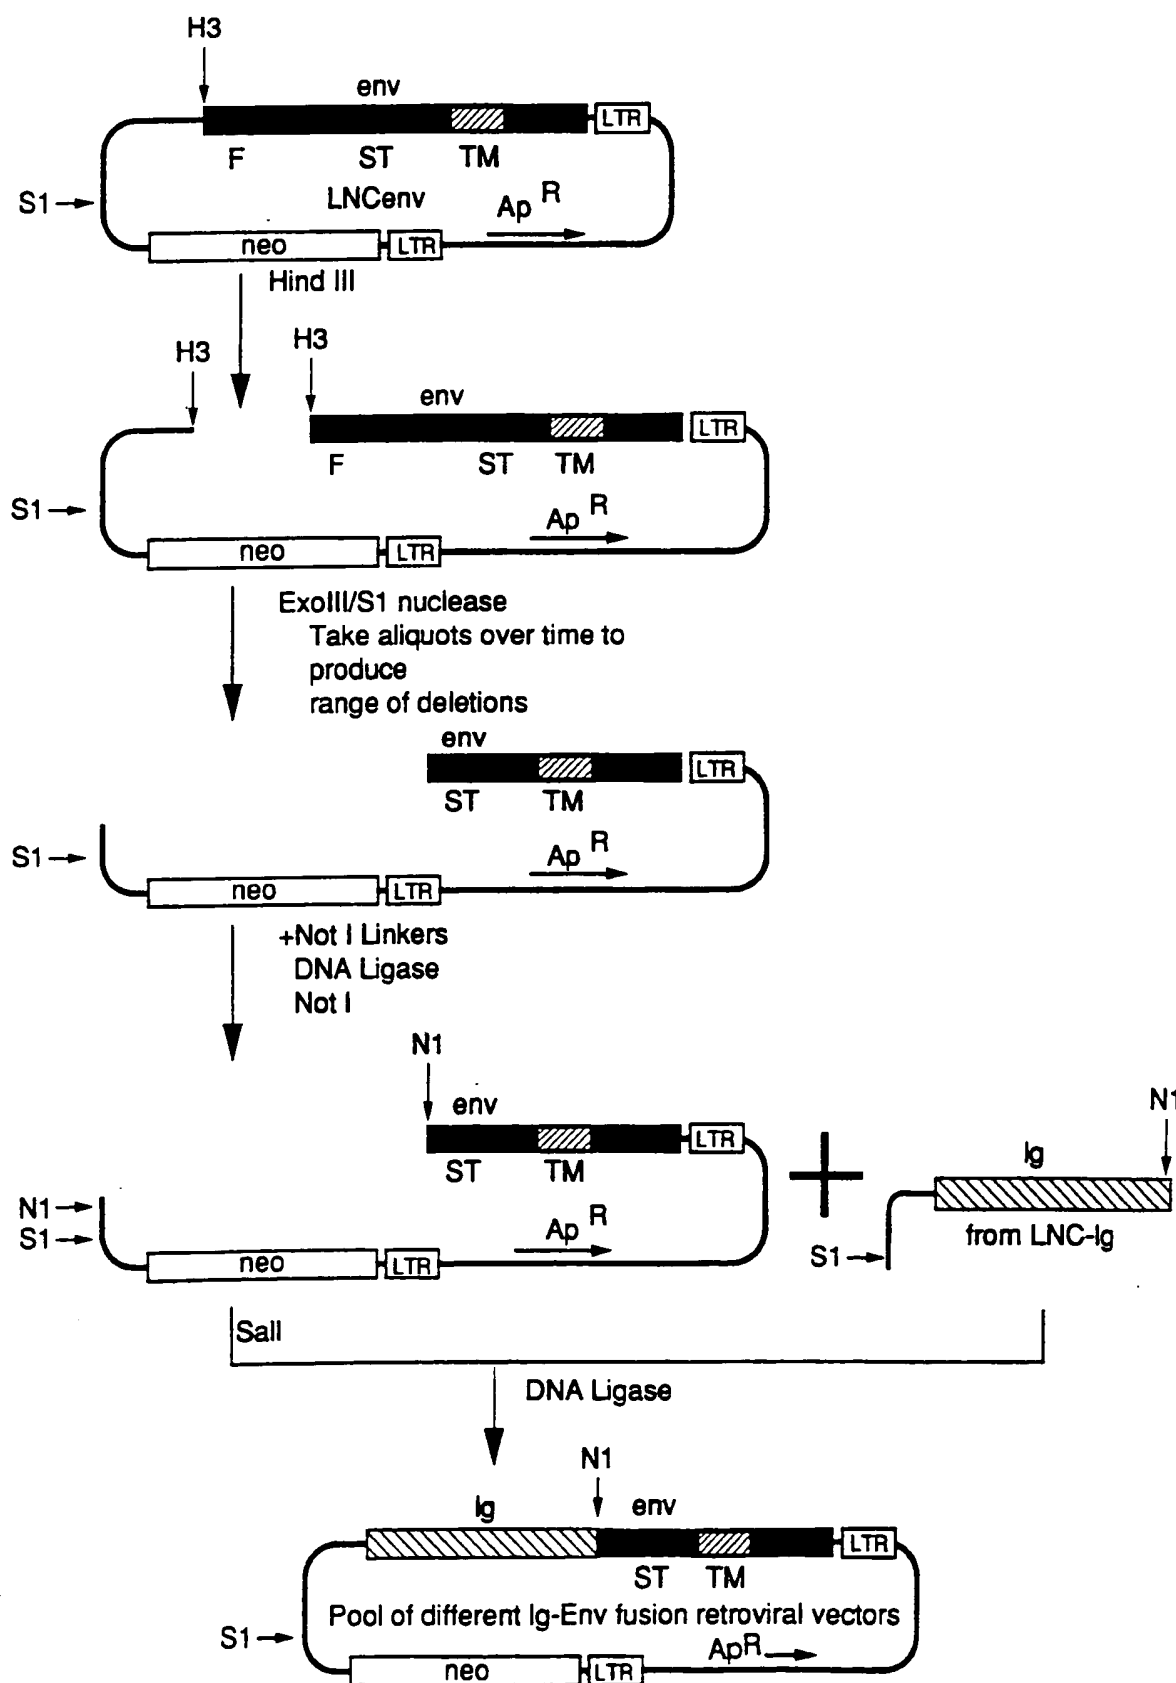 H3
env
LTR
F ST TM
S1 LNCenv Ap R
neo LTR
Hind III
H3 H3
env
LTR
F ST TM
S1 Ap R
neo LTR
ExoIII/S1 nuclease
Take aliquots over time to
produce
range of deletions
env
LTR
ST TM
S1 Ap R
neo LTR
+Not I Linkers
DNA Ligase
Not I
N1
env N1
LTR Ig
ST TM
N1 Ap R from LNC-Ig
S1 S1
neo LTR
SalI
DNA Ligase
N1
Ig env
LTR
ST TM
Pool of different Ig-Env fusion retroviral vectors
S1 ApR
neo LTR